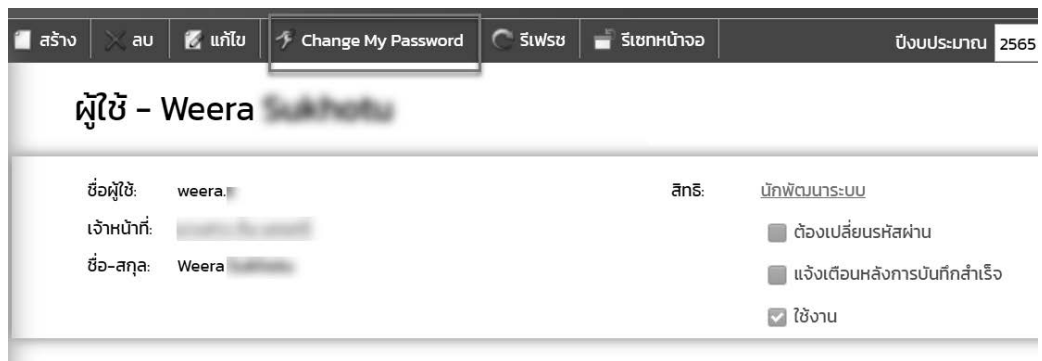 สร้าง ลบ แก้ไข Change My Password รีเฟรช รีเซทหน้าจอ ปีงบประมาณ 2565
ผู้ใช้ - Weera
ชื่อผู้ใช้: weera. สิทธิ: นักพัฒนาระบบ
เจ้าหน้าที่: ต้องเปลี่ยนรหัสผ่าน
ชื่อ-สกุล: Weera แจ้งเตือนหลังการบันทึกสำเร็จ
ใช้งาน